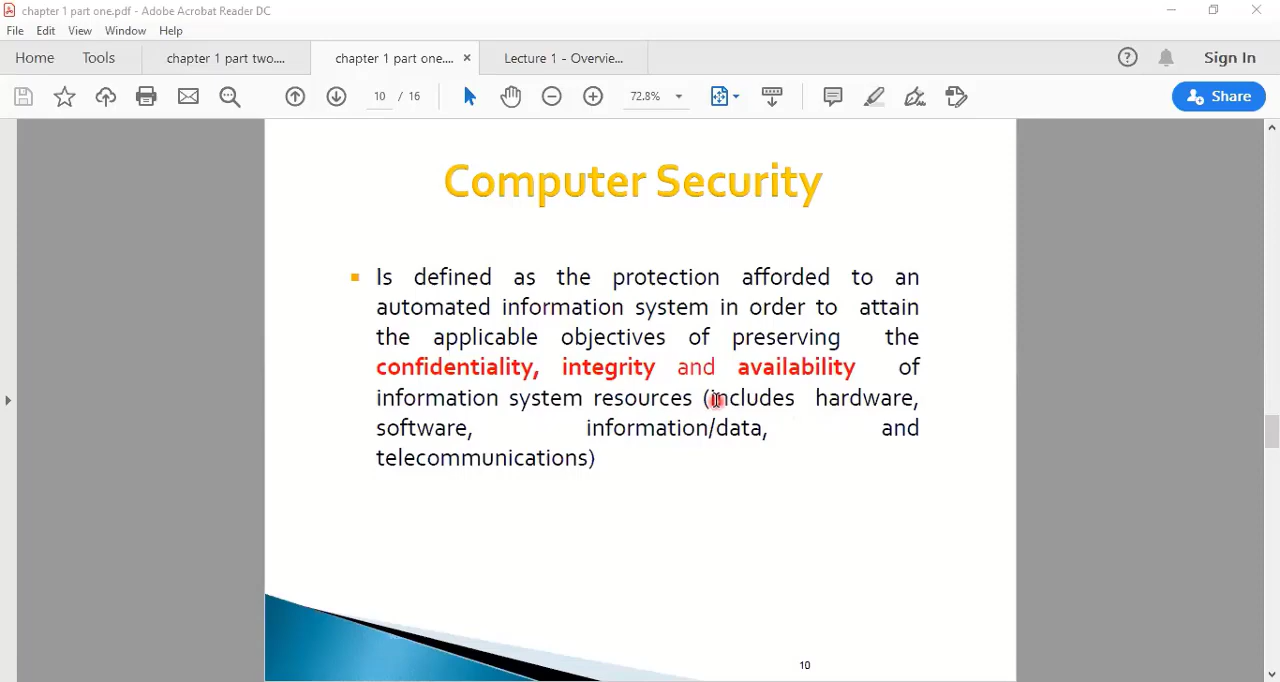 chapter 1 part one.pdf - Adobe Acrobat Reader DC
File Edit View Window Help
Home Tools chapter 1 part two.... chapter 1 part one.... × Lecture 1 - Overvie... Sign In
10 / 16 72.8% Share
Computer Security
Is defined as the protection afforded to an
automated information system in order to attain
the applicable objectives of preserving the
confidentiality, integrity and availability of
information system resources (includes hardware,
software, information/data, and
telecommunications)
10